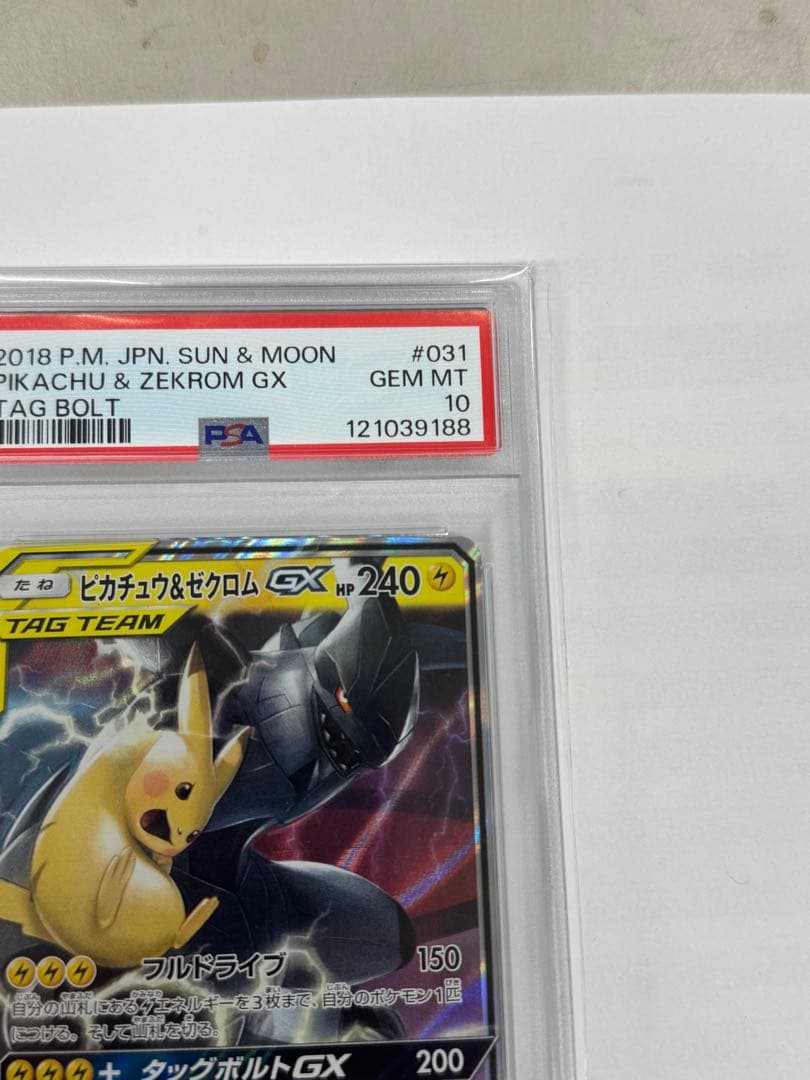 2018 P.M. JPN. SUN & MOON #031
PIKACHU & ZEKROM GX GEM MT
TAG BOLT 10
PSA 121039188
たね ピカチュウ&ゼクロム GX HP 240
TAG TEAM
フルドライブ 150
自分の山札にあるエネルギーを3枚まで、自分のポケモン1匹
につける。そして山札を切る。
+ タッグボルトGX 200